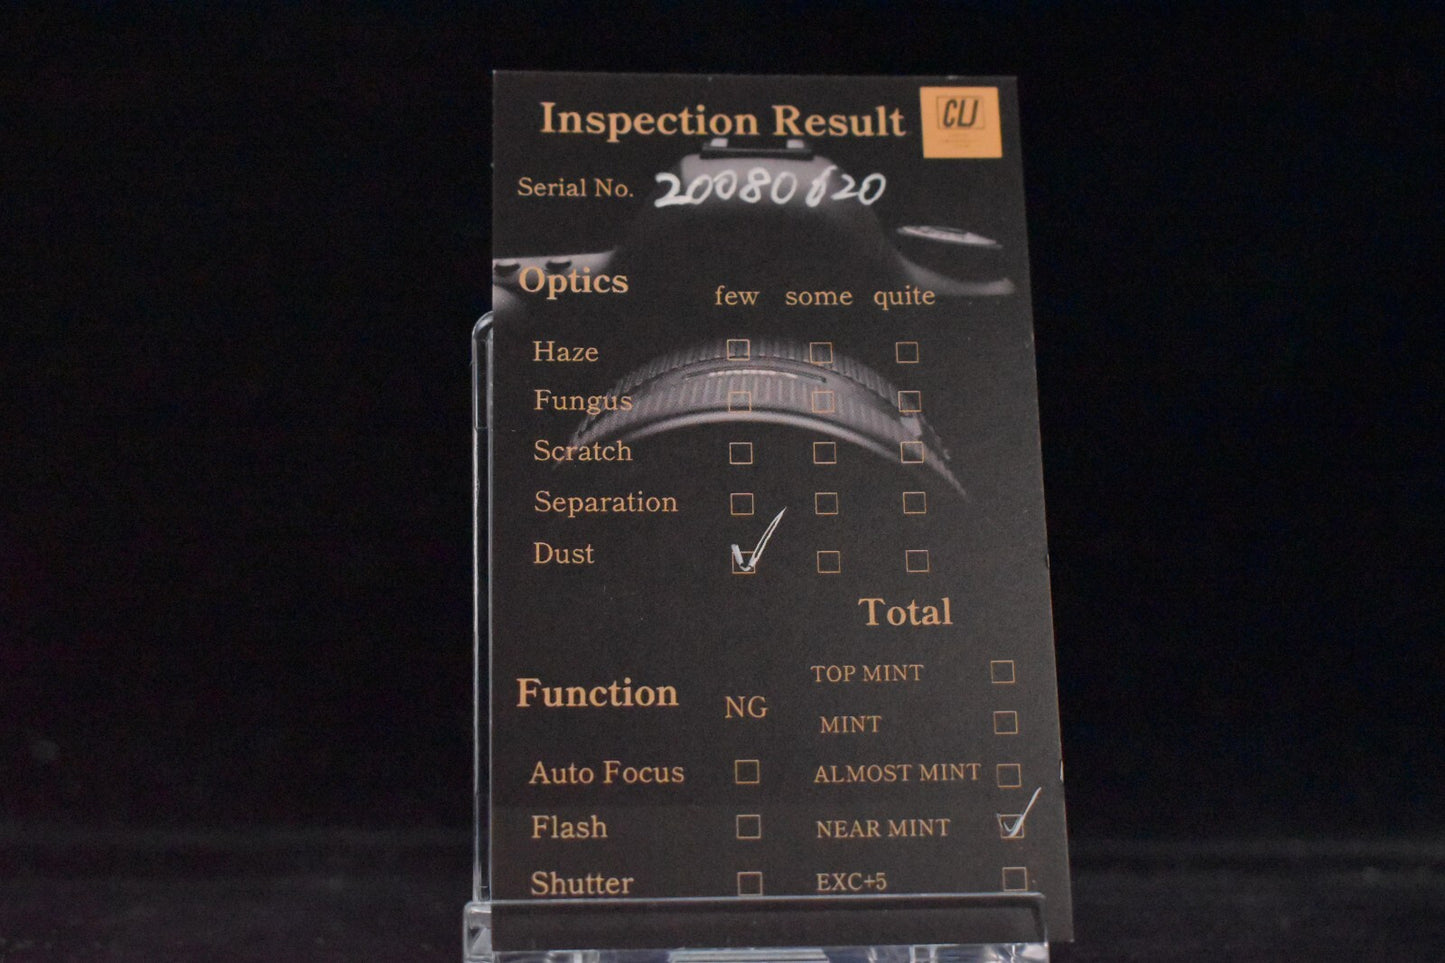 Inspection Result
CU
Serial No. 20080620
Optics few some quite
Haze
Fungus
Scratch
Separation
Dust
Total
TOP MINT
Function NG
MINT
Auto Focus ALMOST MINT
Flash NEAR MINT
Shutter EXC+5